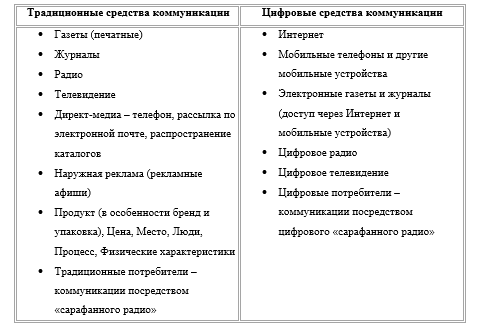 Традиционные средства коммуникации
• Газеты (печатные)
• Журналы
• Радио
• Телевидение
• Директ-медиа – телефон, рассылка по
электронной почте, распространение
каталогов
• Наружная реклама (рекламные
афиши)
• Продукт (в особенности бренд и
упаковка), Цена, Место, Люди,
Процесс, Физические характеристики
• Традиционные потребители –
коммуникации посредством
«сарафанного радио»
Цифровые средства коммуникации
• Интернет
• Мобильные телефоны и другие
мобильные устройства
• Электронные газеты и журналы
(доступ через Интернет и
мобильные устройства)
• Цифровое радио
• Цифровое телевидение
• Цифровые потребители –
коммуникации посредством
цифрового «сарафанного радио»